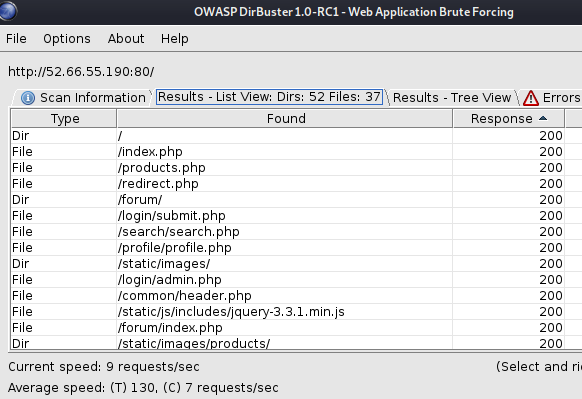 OWASP DirBuster 1.0-RC1 - Web Application Brute Forcing
File Options About Help
http://52.66.55.190:80/
Scan Information Results - List View: Dirs: 52 Files: 37 Results - Tree View Errors
Type Found Response
Dir / 200
File /index.php 200
File /products.php 200
File /redirect.php 200
Dir /forum/ 200
File /login/submit.php 200
File /search/search.php 200
File /profile/profile.php 200
Dir /static/images/ 200
File /login/admin.php 200
File /common/header.php 200
File /static/js/includes/jquery-3.3.1.min.js 200
File /forum/index.php 200
Dir /static/images/products/ 200
Current speed: 9 requests/sec (Select and ri
Average speed: (T) 130, (C) 7 requests/sec